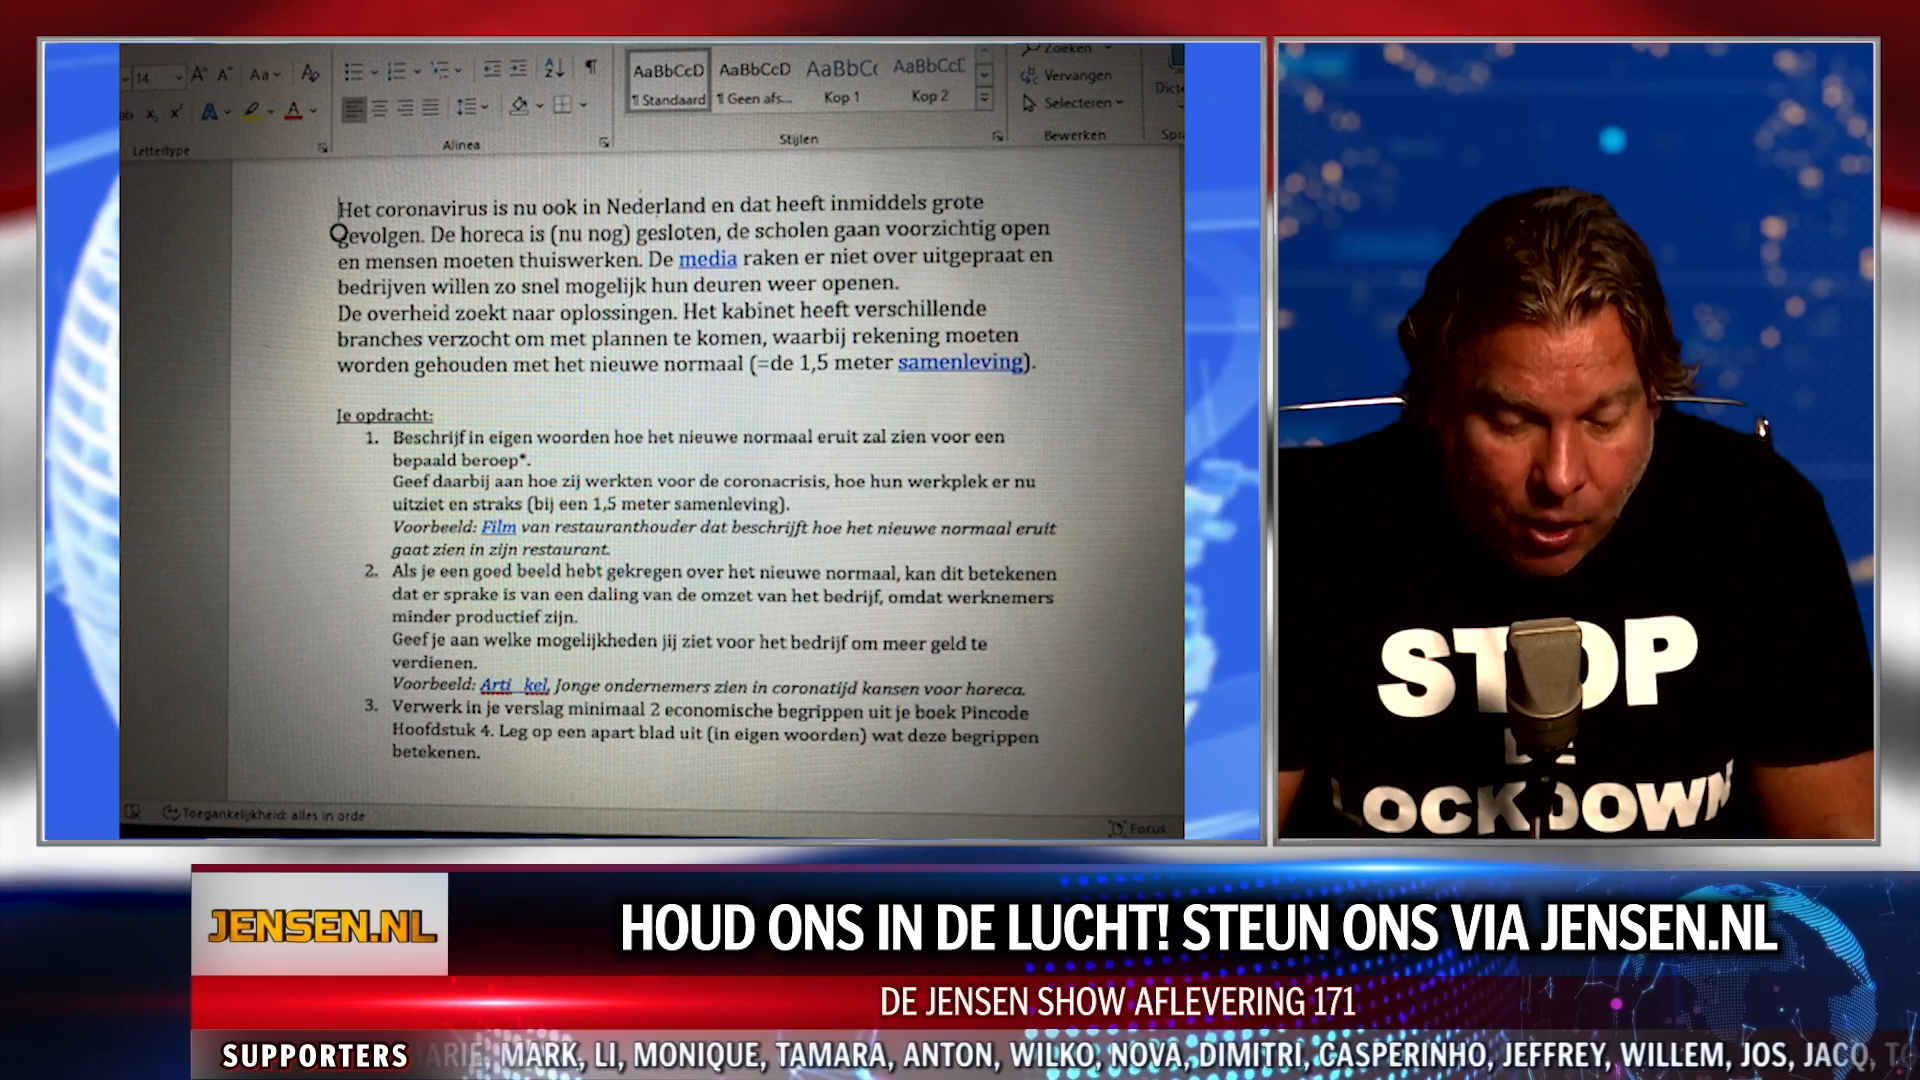 14
Aa
Lettertype
Alinea
AaBbCcD
¶ Standaard
AaBbCcD
¶ Geen afs...
AaBbC
Kop 1
AaBbCcE
Kop 2
Stijlen
Zoeken
Vervangen
Selecteren
Bewerken
Dict
Spr
Het coronavirus is nu ook in Nederland en dat heeft inmiddels grote
gevolgen. De horeca is (nu nog) gesloten, de scholen gaan voorzichtig open
en mensen moeten thuiswerken. De media raken er niet over uitgepraat en
bedrijven willen zo snel mogelijk hun deuren weer openen.
De overheid zoekt naar oplossingen. Het kabinet heeft verschillende
branches verzocht om met plannen te komen, waarbij rekening moeten
worden gehouden met het nieuwe normaal (=de 1,5 meter samenleving).
Je opdracht:
1. Beschrijf in eigen woorden hoe het nieuwe normaal eruit zal zien voor een
bepaald beroep*.
Geef daarbij aan hoe zij werkten voor de coronacrisis, hoe hun werkplek er nu
uitziet en straks (bij een 1,5 meter samenleving).
Voorbeeld: Film van restauranthouder dat beschrijft hoe het nieuwe normaal eruit
gaat zien in zijn restaurant.
2. Als je een goed beeld hebt gekregen over het nieuwe normaal, kan dit betekenen
dat er sprake is van een daling van de omzet van het bedrijf, omdat werknemers
minder productief zijn.
Geef je aan welke mogelijkheden jij ziet voor het bedrijf om meer geld te
verdienen.
Voorbeeld: Arti kel, Jonge ondernemers zien in coronatijd kansen voor horeca.
3. Verwerk in je verslag minimaal 2 economische begrippen uit je boek Pincode
Hoofdstuk 4. Leg op een apart blad uit (in eigen woorden) wat deze begrippen
betekenen.
Toegankelijkheid: alles in orde
Focus
STOP
LOCKDOWN
JENSEN.NL
HOUD ONS IN DE LUCHT! STEUN ONS VIA JENSEN.NL
DE JENSEN SHOW AFLEVERING 171
SUPPORTERS ARIE, MARK, LI, MONIQUE, TAMARA, ANTON, WILKO, NOVA, DIMITRI, CASPERINHO, JEFFREY, WILLEM, JOS, JACQ,